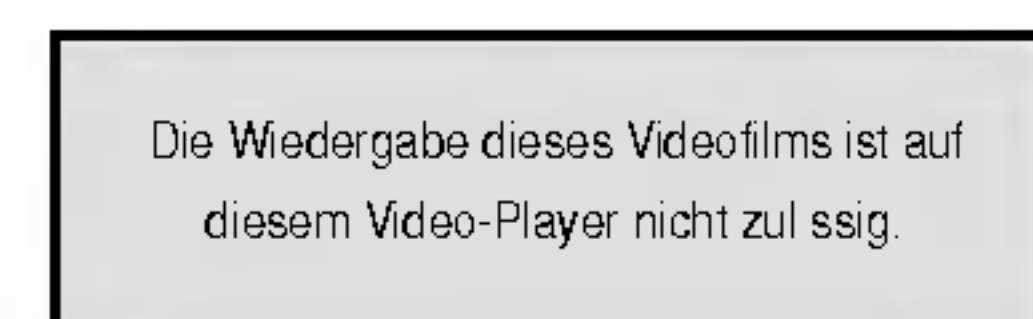 Die Wiedergabe dieses Videofilms ist auf
diesem Video-Player nicht zul ssig.